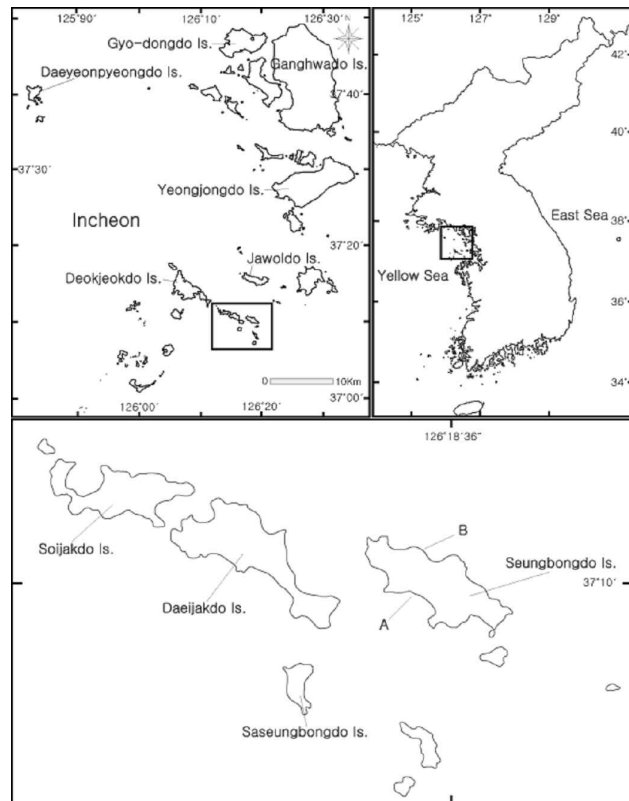 125°90'
126°10'
126°30' N
Gyo-dongdo Is.
Ganghwado Is.
Daeyeonpyeongdo Is.
37°40'
37°30'
Yeongjongdo Is.
Incheon
37°20'
Jawoldo Is.
Deokjeokdo Is.
0 10Km
126°00'
126°20'
37°00'
125°
127°
129°
42°
40°
38°
East Sea
Yellow Sea
36°
34°
125°
127°
129°
126°18'36"
B
Soijakdo Is.
Seungbongdo Is.
37°10'
Daeijakdo Is.
A
Saseungbongdo Is.